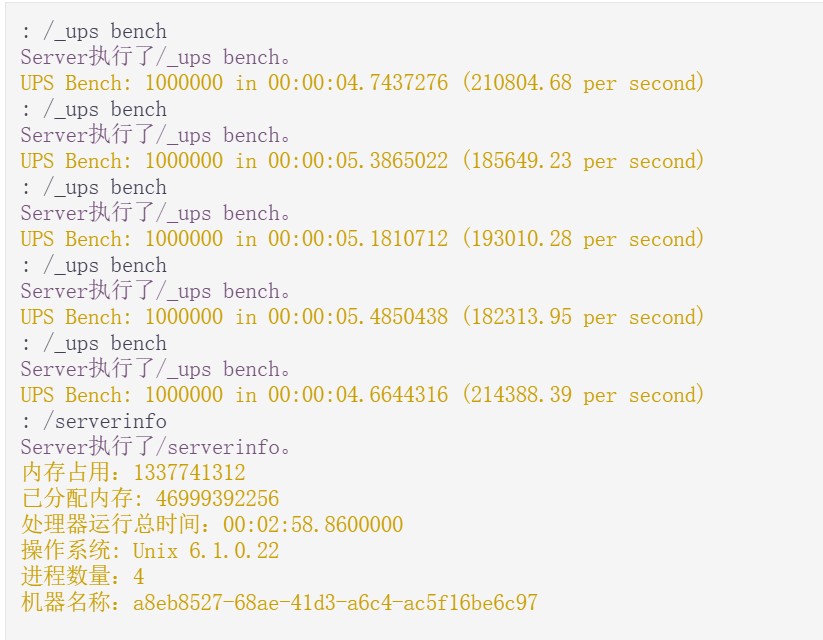 : /_ups bench
Server执行了/_ups bench。
UPS Bench: 1000000 in 00:00:04.7437276 (210804.68 per second)
: /_ups bench
Server执行了/_ups bench。
UPS Bench: 1000000 in 00:00:05.3865022 (185649.23 per second)
: /_ups bench
Server执行了/_ups bench。
UPS Bench: 1000000 in 00:00:05.1810712 (193010.28 per second)
: /_ups bench
Server执行了/_ups bench。
UPS Bench: 1000000 in 00:00:05.4850438 (182313.95 per second)
: /_ups bench
Server执行了/_ups bench。
UPS Bench: 1000000 in 00:00:04.6644316 (214388.39 per second)
: /serverinfo
Server执行了/serverinfo。
内存占用: 1337741312
已分配内存: 46999392256
处理器运行总时间: 00:02:58.8600000
操作系统: Unix 6.1.0.22
进程数量: 4
机器名称: a8eb8527-68ae-41d3-a6c4-ac5f16be6c97